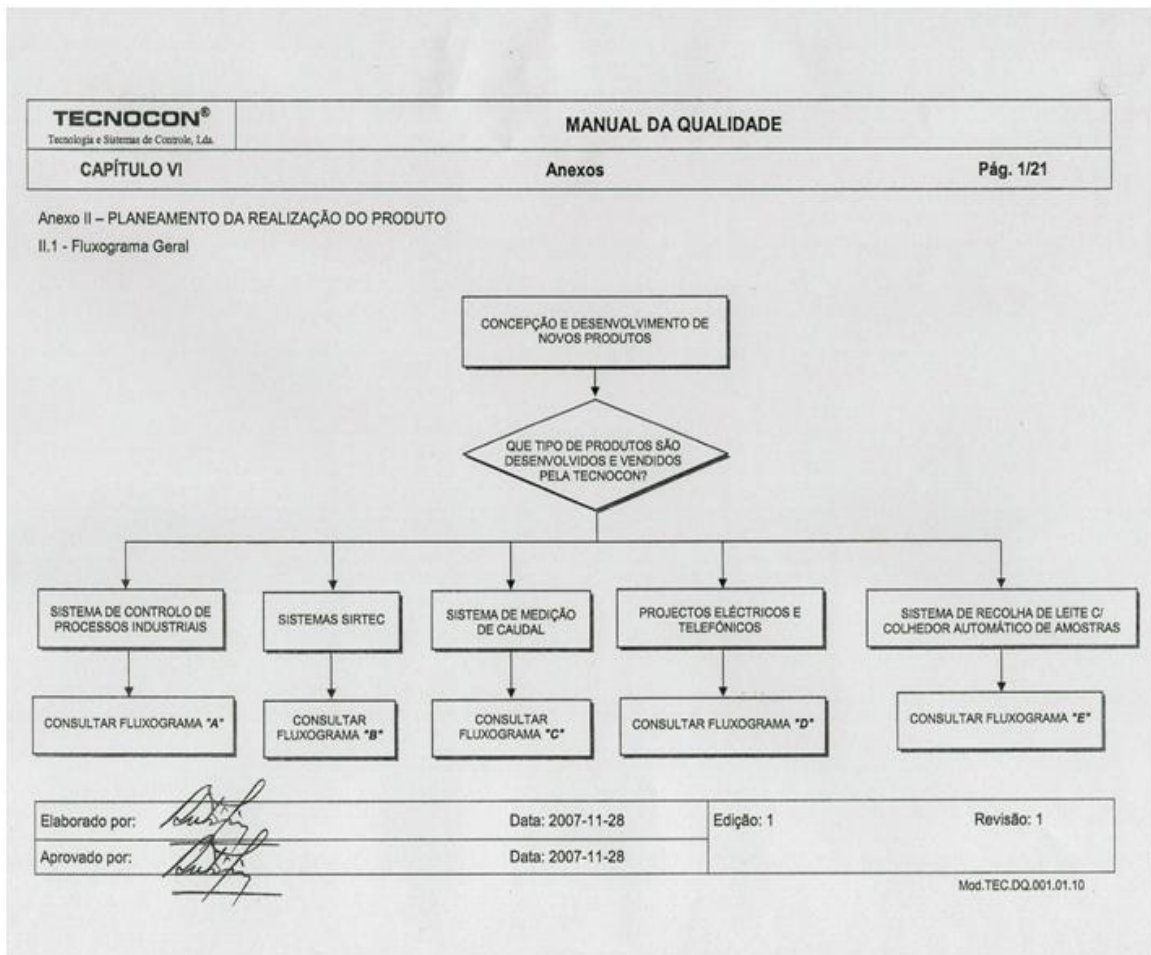 TECNOCON®
Tecnologia e Sistemas de Controle, Lda.
MANUAL DA QUALIDADE
CAPÍTULO VI
Anexos
Pág. 1/21
Anexo II – PLANEAMENTO DA REALIZAÇÃO DO PRODUTO
II.1 - Fluxograma Geral
CONCEPÇÃO E DESENVOLVIMENTO DE
NOVOS PRODUTOS
QUE TIPO DE PRODUTOS SÃO
DESENVOLVIDOS E VENDIDOS
PELA TECNOCON?
SISTEMA DE CONTROLO DE
PROCESSOS INDUSTRIAIS
SISTEMAS SIRTEC
SISTEMA DE MEDIÇÃO
DE CAUDAL
PROJECTOS ELÉCTRICOS E
TELEFÓNICOS
SISTEMA DE RECOLHA DE LEITE C/
COLHEDOR AUTOMÁTICO DE AMOSTRAS
CONSULTAR FLUXOGRAMA "A"
CONSULTAR
FLUXOGRAMA "B"
CONSULTAR
FLUXOGRAMA "C"
CONSULTAR FLUXOGRAMA "D"
CONSULTAR FLUXOGRAMA "E"
Elaborado por:
Data: 2007-11-28
Edição: 1
Revisão: 1
Aprovado por:
Data: 2007-11-28
Mod.TEC.DQ.001.01.10